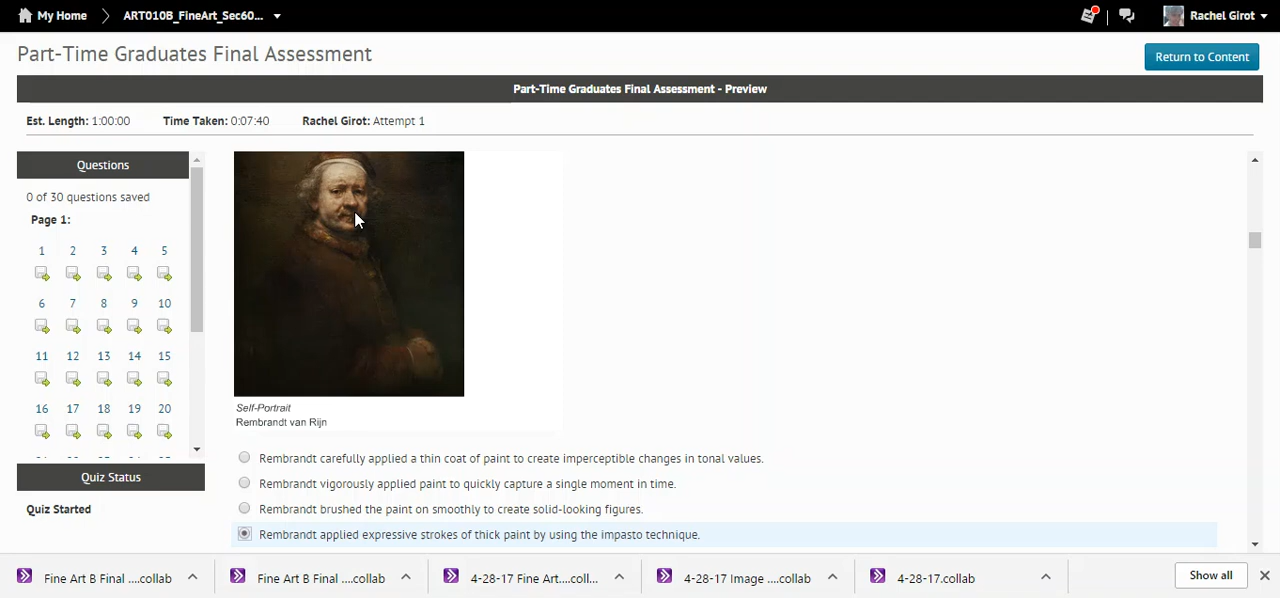 My Home ART010B_FineArt_Sec60... Rachel Girot
Part-Time Graduates Final Assessment
Return to Content
Part-Time Graduates Final Assessment - Preview
Est. Length: 1:00:00 Time Taken: 0:07:40 Rachel Girot: Attempt 1
Questions
0 of 30 questions saved
Page 1:
1 2 3 4 5
6 7 8 9 10
11 12 13 14 15
16 17 18 19 20
Quiz Status
Quiz Started
Self-Portrait
Rembrandt van Rijn
Rembrandt carefully applied a thin coat of paint to create imperceptible changes in tonal values.
Rembrandt vigorously applied paint to quickly capture a single moment in time.
Rembrandt brushed the paint on smoothly to create solid-looking figures.
Rembrandt applied expressive strokes of thick paint by using the impasto technique.
Fine Art B Final ....collab Fine Art B Final ....collab 4-28-17 Fine Art....coll... 4-28-17 Image ....collab 4-28-17.collab Show all